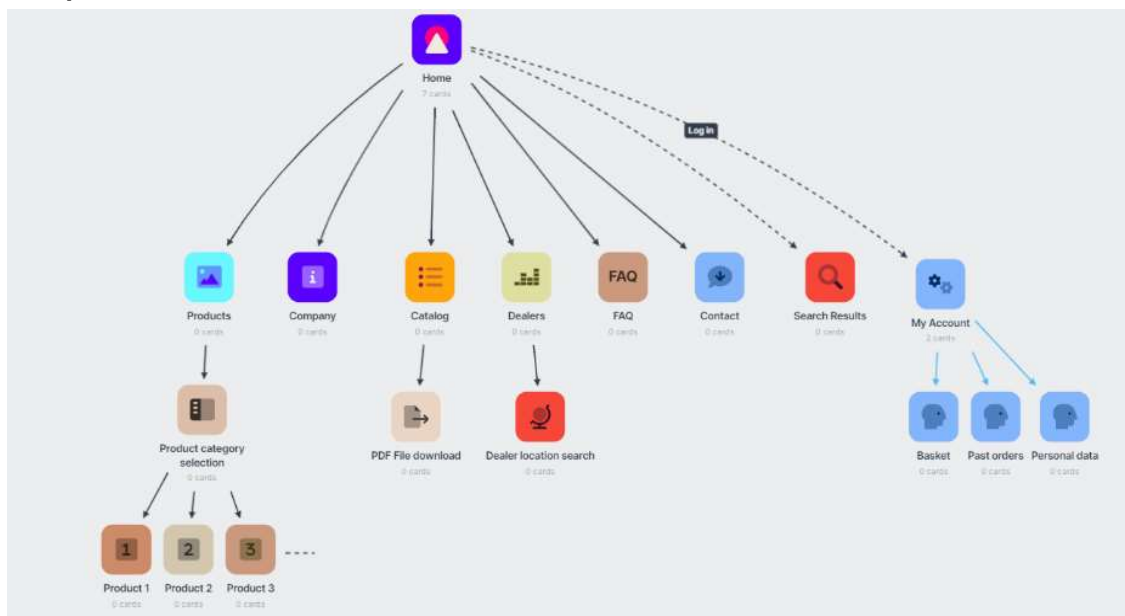 Home
7 cards
Log in
FAQ
Products
0 cards
Company
0 cards
Catalog
0 cards
Dealers
0 cards
FAQ
0 cards
Contact
0 cards
Search Results
0 cards
My Account
2 cards
Product category
selection
0 cards
PDF File download
0 cards
Dealer location search
0 cards
Basket
0 cards
Past orders
0 cards
Personal data
0 cards
1
2
3
Product 1
0 cards
Product 2
0 cards
Product 3
0 cards